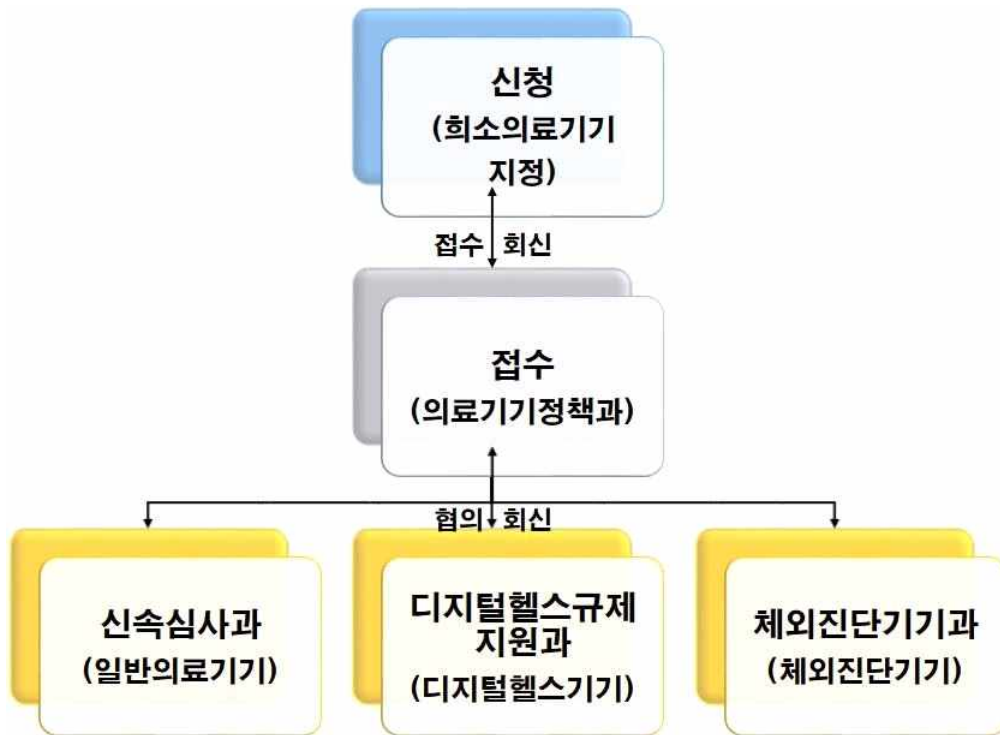 신청
(희소의료기기
지정)
접수 회신
접수
(의료기기정책과)
협의 회신
신속심사과
(일반의료기기)
디지털헬스규제
지원과
(디지털헬스기기)
체외진단기기과
(체외진단기기)